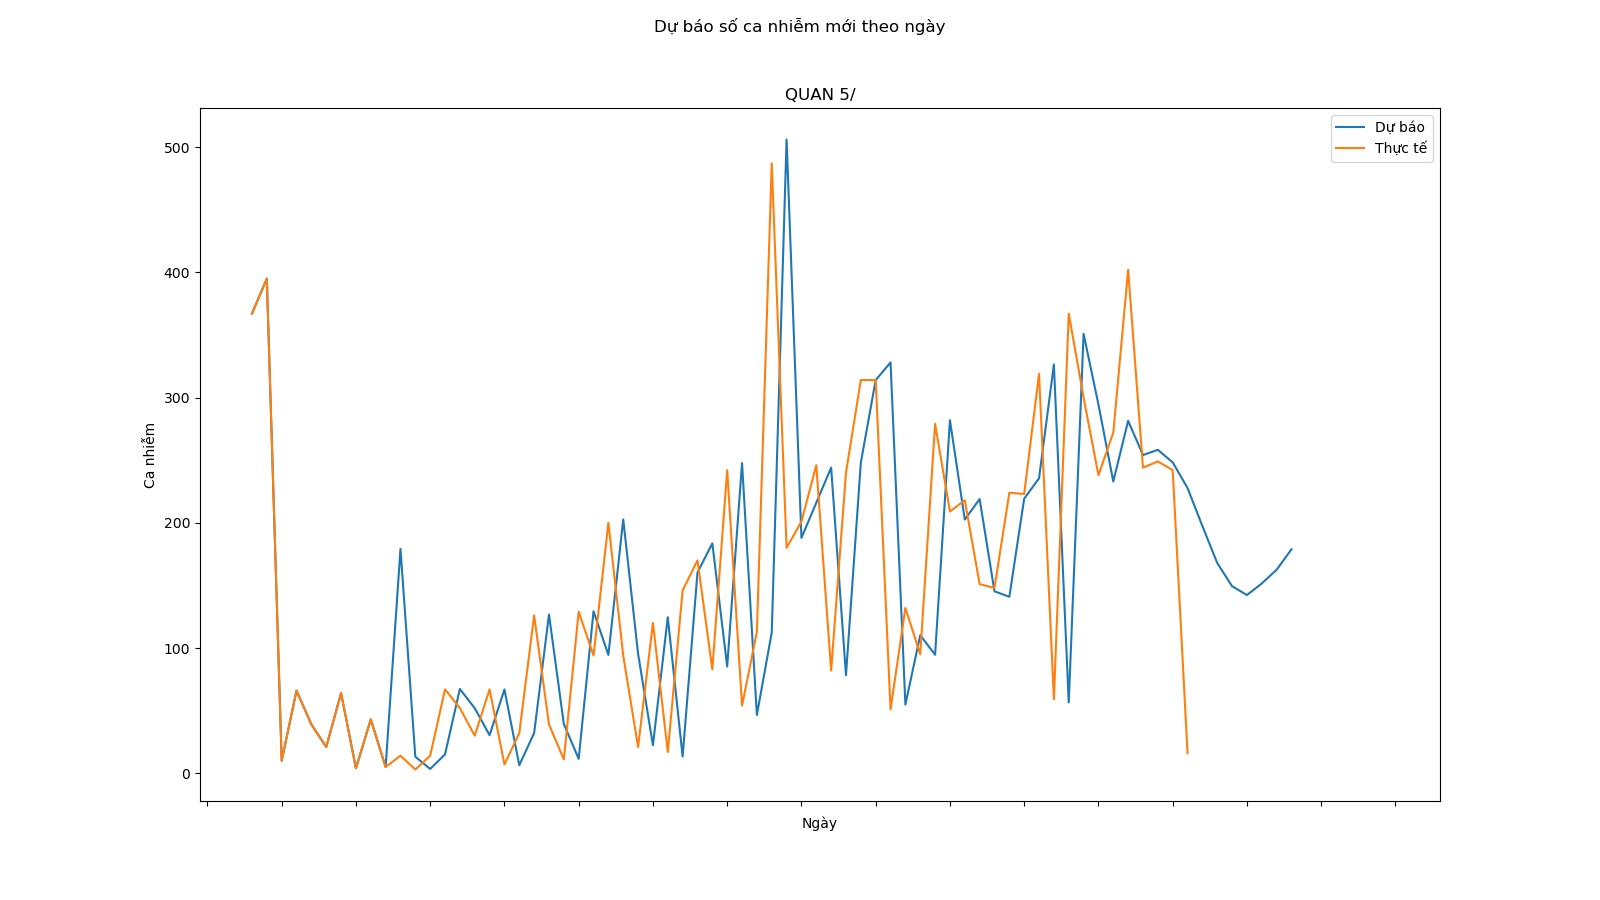 Dự báo số ca nhiễm mới theo ngày
QUAN 5/
Dự báo
Thực tế
500
400
300
200
100
0
Ca nhiễm
Ngày